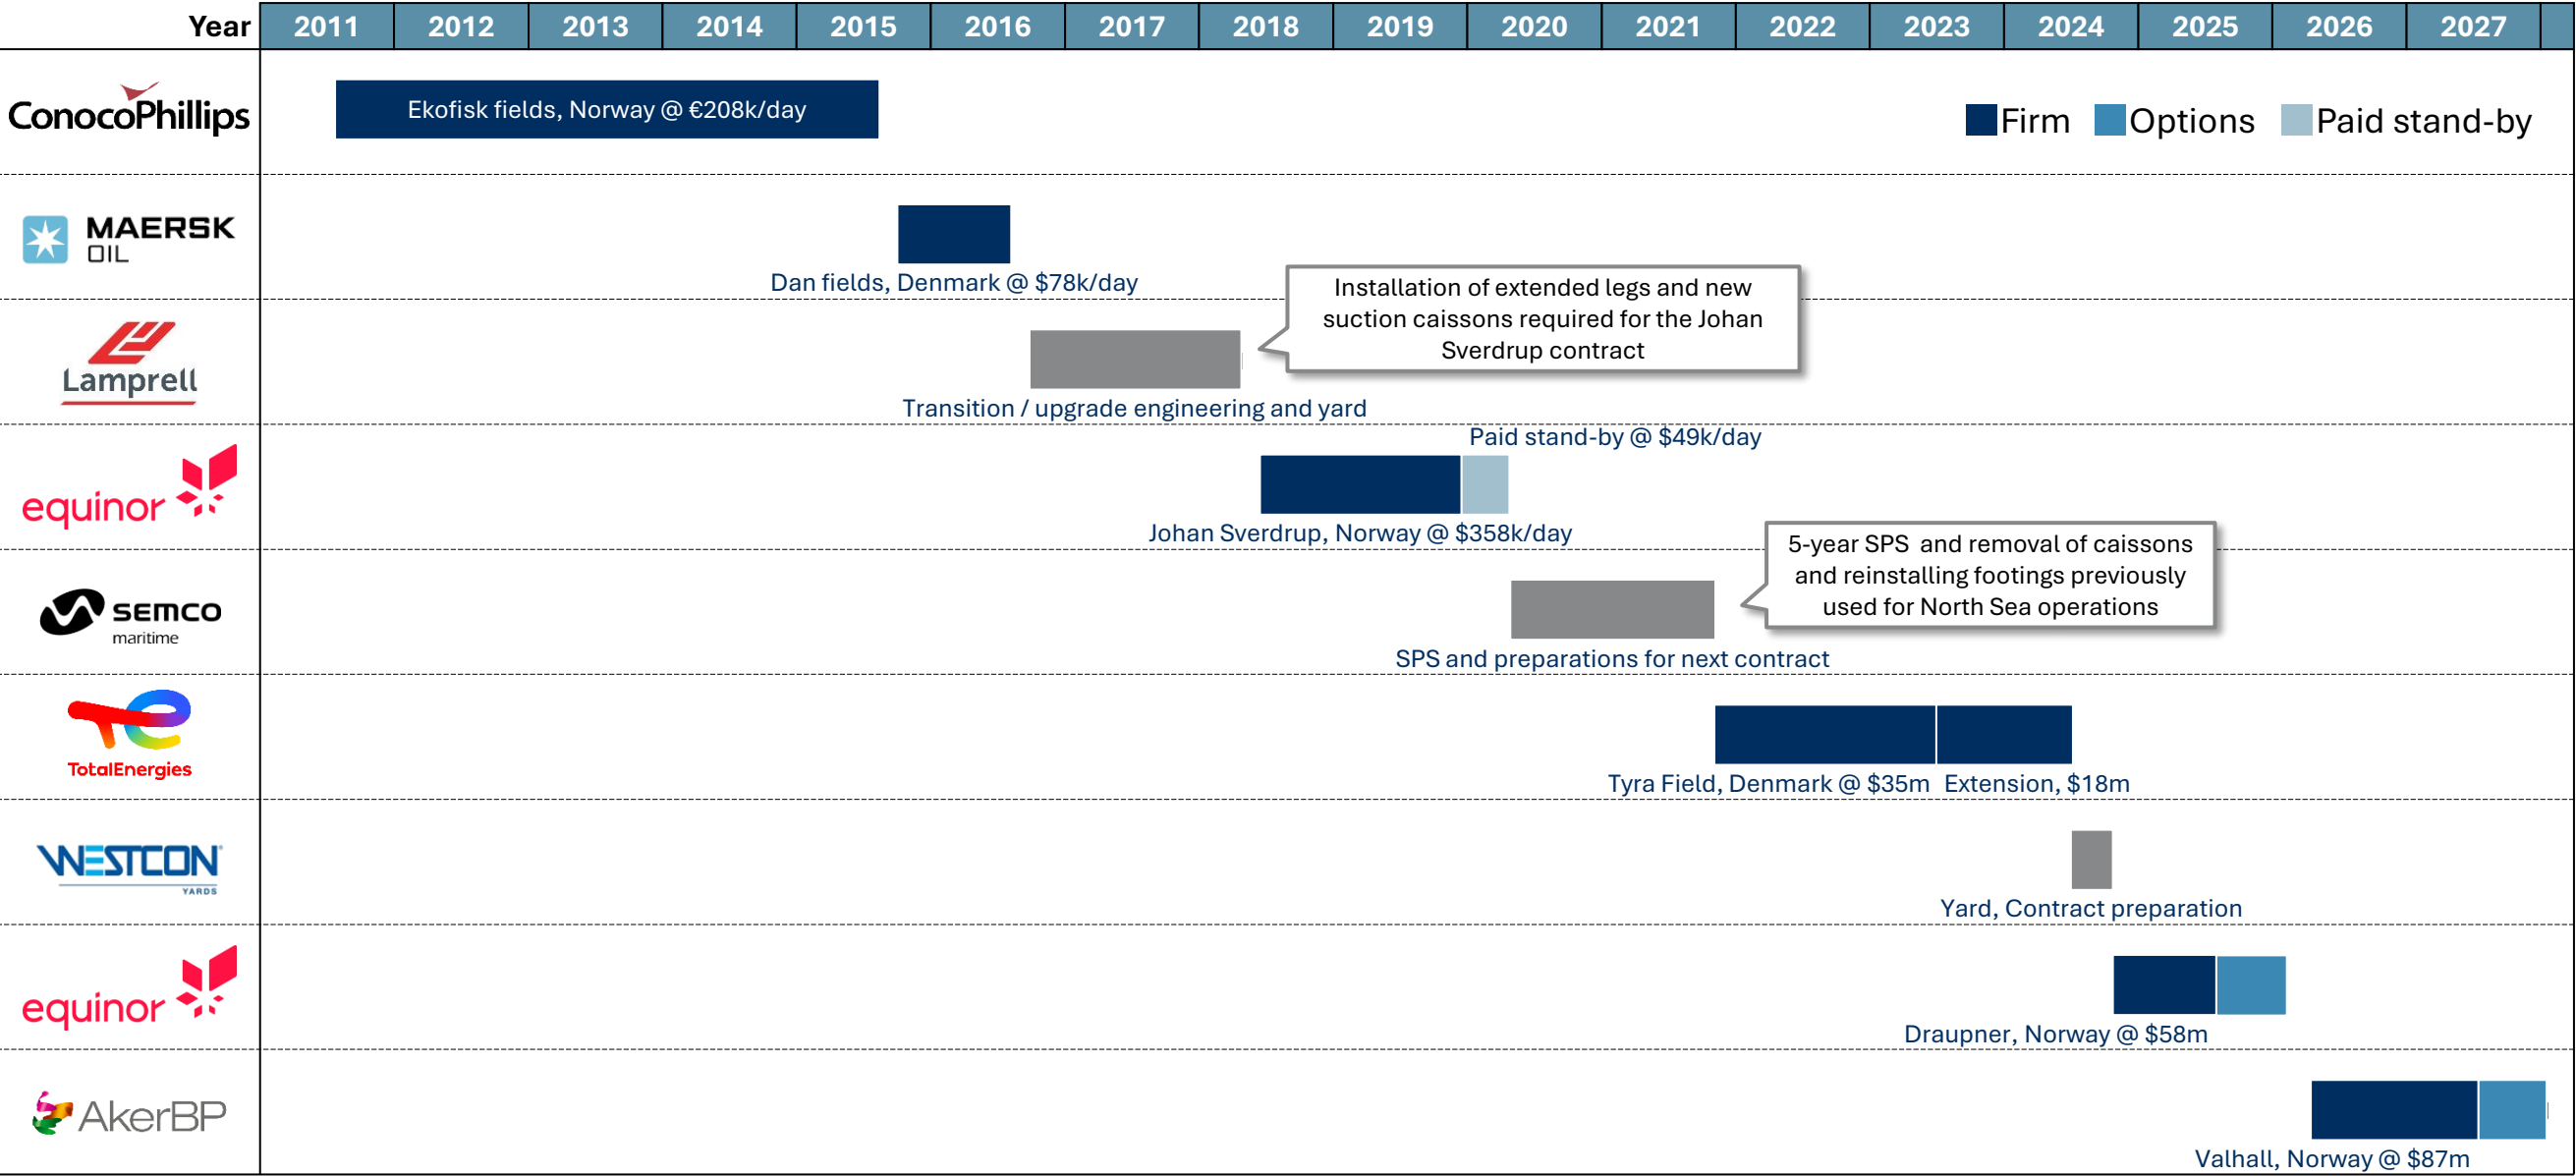 Year 2011 2012 2013 2014 2015 2016 2017 2018 2019 2020 2021 2022 2023 2024 2025 2026 2027
ConocoPhillips
Ekofisk fields, Norway @ €208k/day
Firm Options Paid stand-by
MAERSK
OIL
Dan fields, Denmark @ $78k/day
Installation of extended legs and new
suction caissons required for the Johan
Sverdrup contract
Lamprell
Transition / upgrade engineering and yard
Paid stand-by @ $49k/day
equinor
Johan Sverdrup, Norway @ $358k/day
5-year SPS and removal of caissons
and reinstalling footings previously
used for North Sea operations
SEMCO
maritime
SPS and preparations for next contract
TotalEnergies
Tyra Field, Denmark @ $35m Extension, $18m
WESTCON
YARDS
Yard, Contract preparation
equinor
Draupner, Norway @ $58m
AkerBP
Valhall, Norway @ $87m